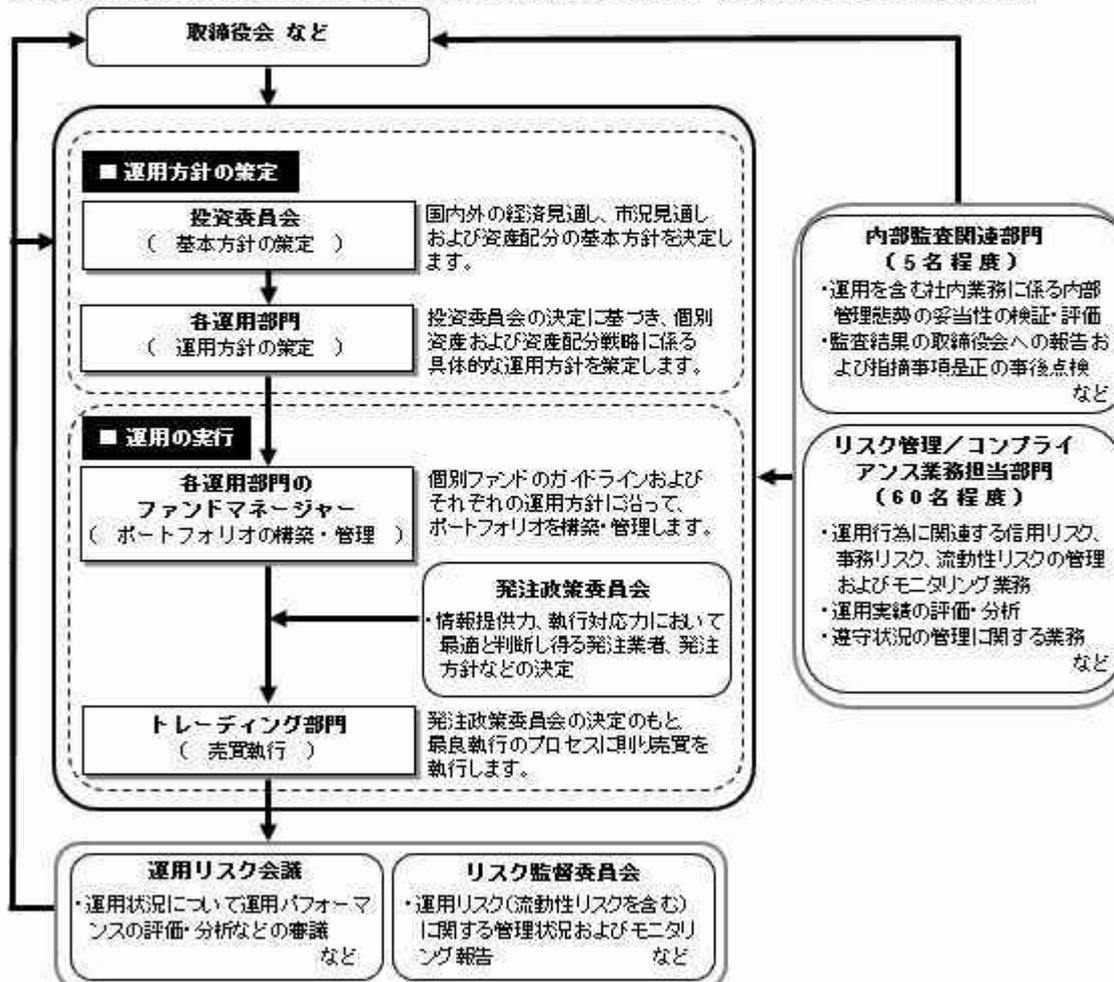 取締役会 など
■ 運用方針の策定
投資委員会
( 基本方針の策定 )
国内外の経済見通し、市況見通し
および資産配分の基本方針を決定し
ます。
各運用部門
( 運用方針の策定 )
投資委員会の決定に基づき、個別
資産および資産配分戦略に係る
具体的な運用方針を策定します。
■ 運用の実行
各運用部門の
ファンドマネージャー
( ポートフォリオの構築・管理 )
個別ファンドのガイドラインおよび
それぞれの運用方針に沿って、
ポートフォリオを構築・管理します。
発注政策委員会
・情報提供力、執行対応力において
最適と判断し得る発注業者、発注
方針などの決定
トレーディング部門
( 売買執行 )
発注政策委員会の決定のもと
最良執行のプロセスに則り売買を
執行します。
運用リスク会議
・運用状況について運用パフォーマ
ンスの評価・分析などの審議
など
リスク監督委員会
・運用リスク(流動性リスクを含む)
に関する管理状況およびモニタリ
ング報告 など
内部監査関連部門
(5名程度)
・運用を含む社内業務に係る内部
管理態勢の妥当性の検証・評価
・監査結果の取締役会への報告お
よび指摘事項是正の事後点検
など
リスク管理/コンプライ
アンス業務担当部門
(60名程度)
・運用行為に関連する信用リスク、
事務リスク、流動性リスクの管理
およびモニタリング業務
・運用実績の評価・分析
・遵守状況の管理に関する業務
など